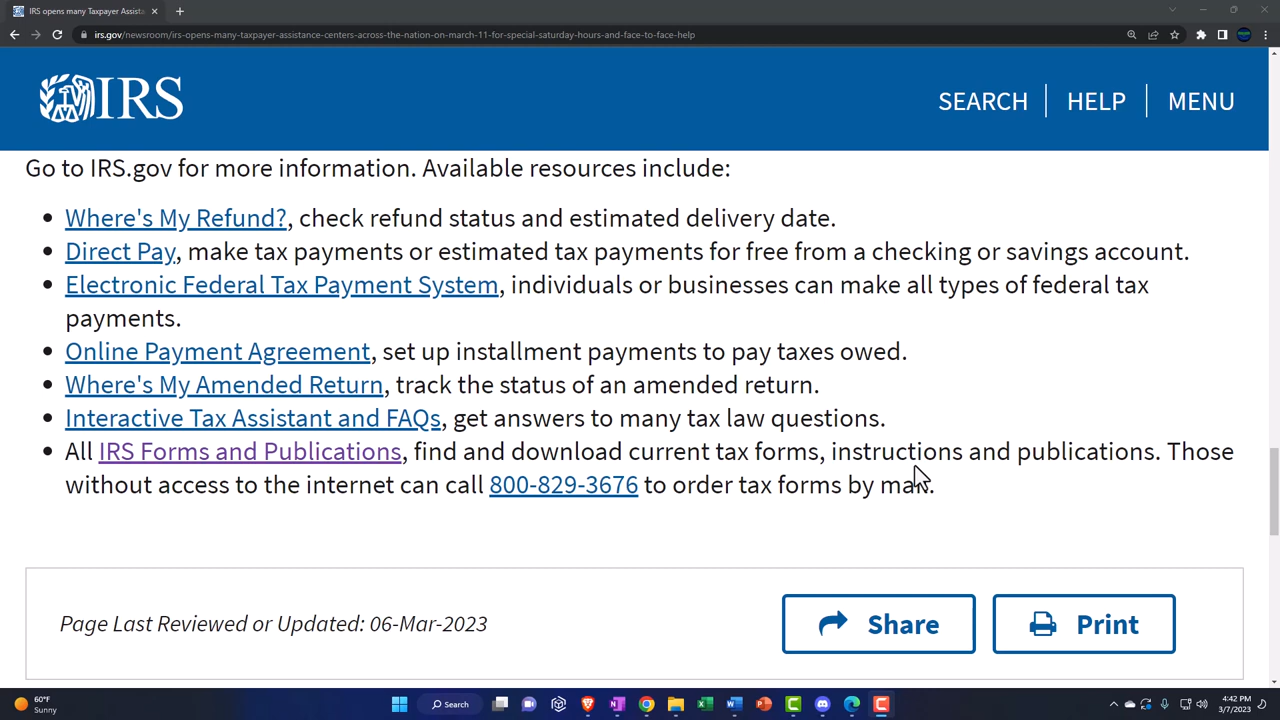 IRS opens many Taxpayer Assista
irs.gov/newsroom/irs-opens-many-taxpayer-assistance-centers-across-the-nation-on-march-11-for-special-saturday-hours-and-face-to-face-help
IRS
SEARCH HELP MENU
Go to IRS.gov for more information. Available resources include:
• Where's My Refund?, check refund status and estimated delivery date.
• Direct Pay, make tax payments or estimated tax payments for free from a checking or savings account.
• Electronic Federal Tax Payment System, individuals or businesses can make all types of federal tax
payments.
• Online Payment Agreement, set up installment payments to pay taxes owed.
• Where's My Amended Return, track the status of an amended return.
• Interactive Tax Assistant and FAQs, get answers to many tax law questions.
• All IRS Forms and Publications, find and download current tax forms, instructions and publications. Those
without access to the internet can call 800-829-3676 to order tax forms by mail.
Page Last Reviewed or Updated: 06-Mar-2023
Share
Print
60°F
Sunny
Search
4:42 PM
3/7/2023